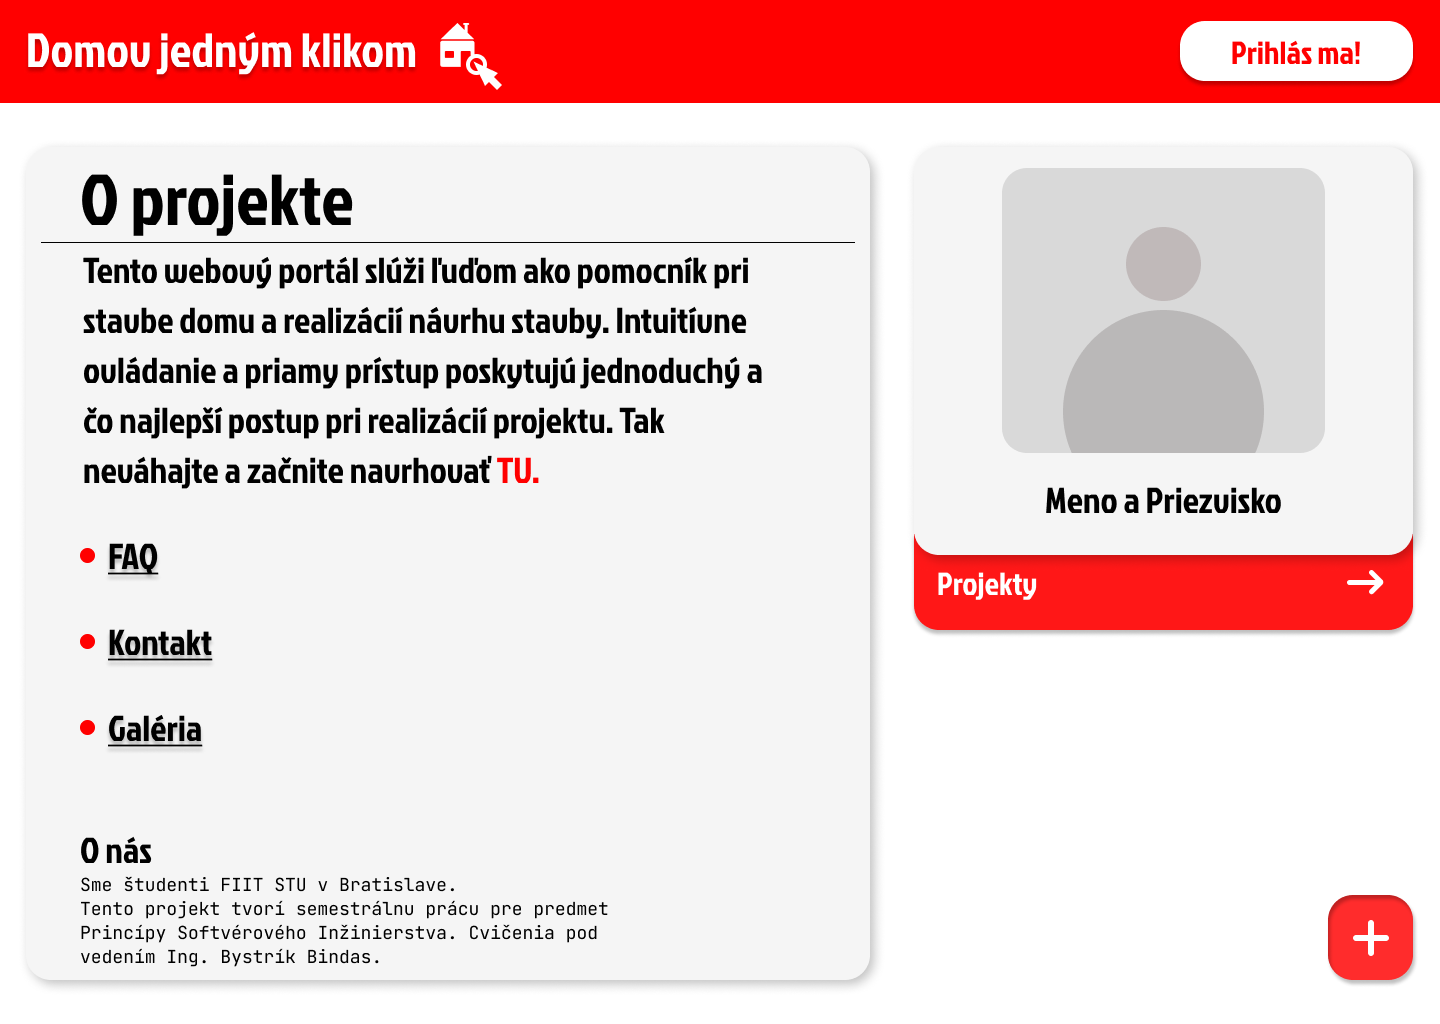 Domov jedným klikom
Prihlás ma!
O projekte
Tento webový portál slúži ľuďom ako pomocník pri
stavbe domu a realizácií návrhu stavby. Intuitívne
ovládanie a priamy prístup poskytujú jednoduchý a
čo najlepší postup pri realizácií projektu. Tak
neváhajte a začnite navrhovať TU.
FAQ
Kontakt
Galéria
O nás
Sme študenti FIIT STU v Bratislave.
Tento projekt tvorí semestrálnu prácu pre predmet
Princípy Softvérového Inžinierstva. Cvičenia pod
vedením Ing. Bystrík Bindas.
Meno a Priezvisko
Projekty